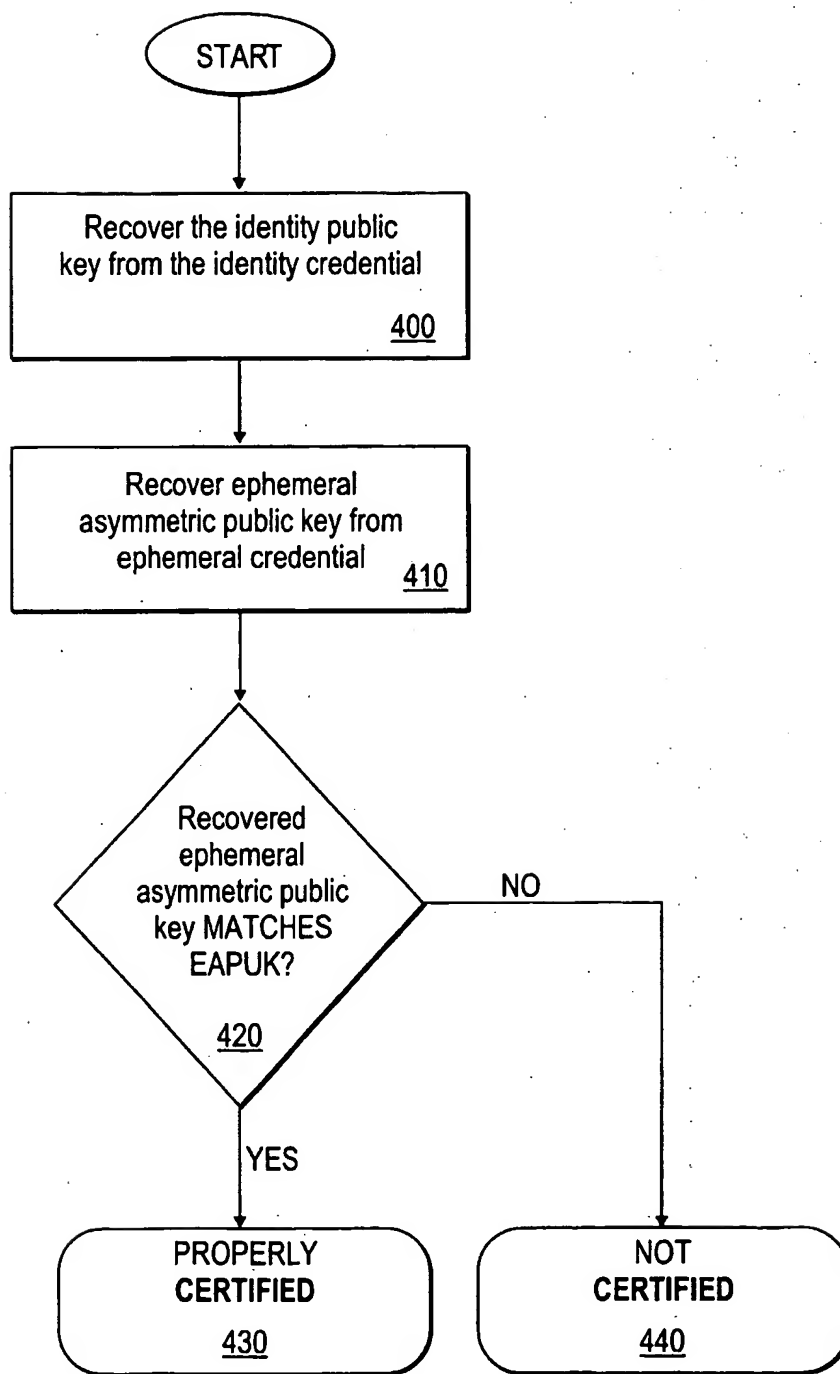 START
Recover the identity public
key from the identity credential
400
Recover ephemeral
asymmetric public key from
ephemeral credential
410
Recovered
ephemeral
asymmetric public
key MATCHES
EAPUK?
420
NO
YES
PROPERLY
CERTIFIED
430
NOT
CERTIFIED
440